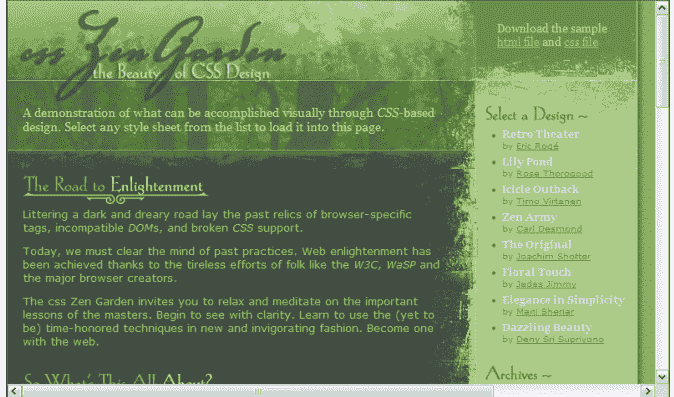 css Zen Garden
the Beauty of CSS Design
Download the sample
html file and css file
A demonstration of what can be accomplished visually through CSS-based
design. Select any style sheet from the list to load it into this page.
The Road to Enlightenment
Littering a dark and dreary road lay the past relics of browser-specific
tags, incompatible DOMs, and broken CSS support.
Today, we must clear the mind of past practices. Web enlightenment has
been achieved thanks to the tireless efforts of folk like the W3C, WaSP and
the major browser creators.
The css Zen Garden invites you to relax and meditate on the important
lessons of the masters. Begin to see with clarity. Learn to use the (yet to
be) time-honored techniques in new and invigorating fashion. Become one
with the web.
So What's This All About?
Select a Design ~
Retro Theater
by Eric Rogé
Lily Pond
by Rose Thorogood
Icicle Outback
by Timo Virtanen
Zen Army
by Carl Desmond
The Original
by Joachim Shotter
Floral Touch
by Jadas Jimmy
Elegance in Simplicity
by Mani Sheriar
Dazzling Beauty
by Deny Sri Supriyono
Archives ~